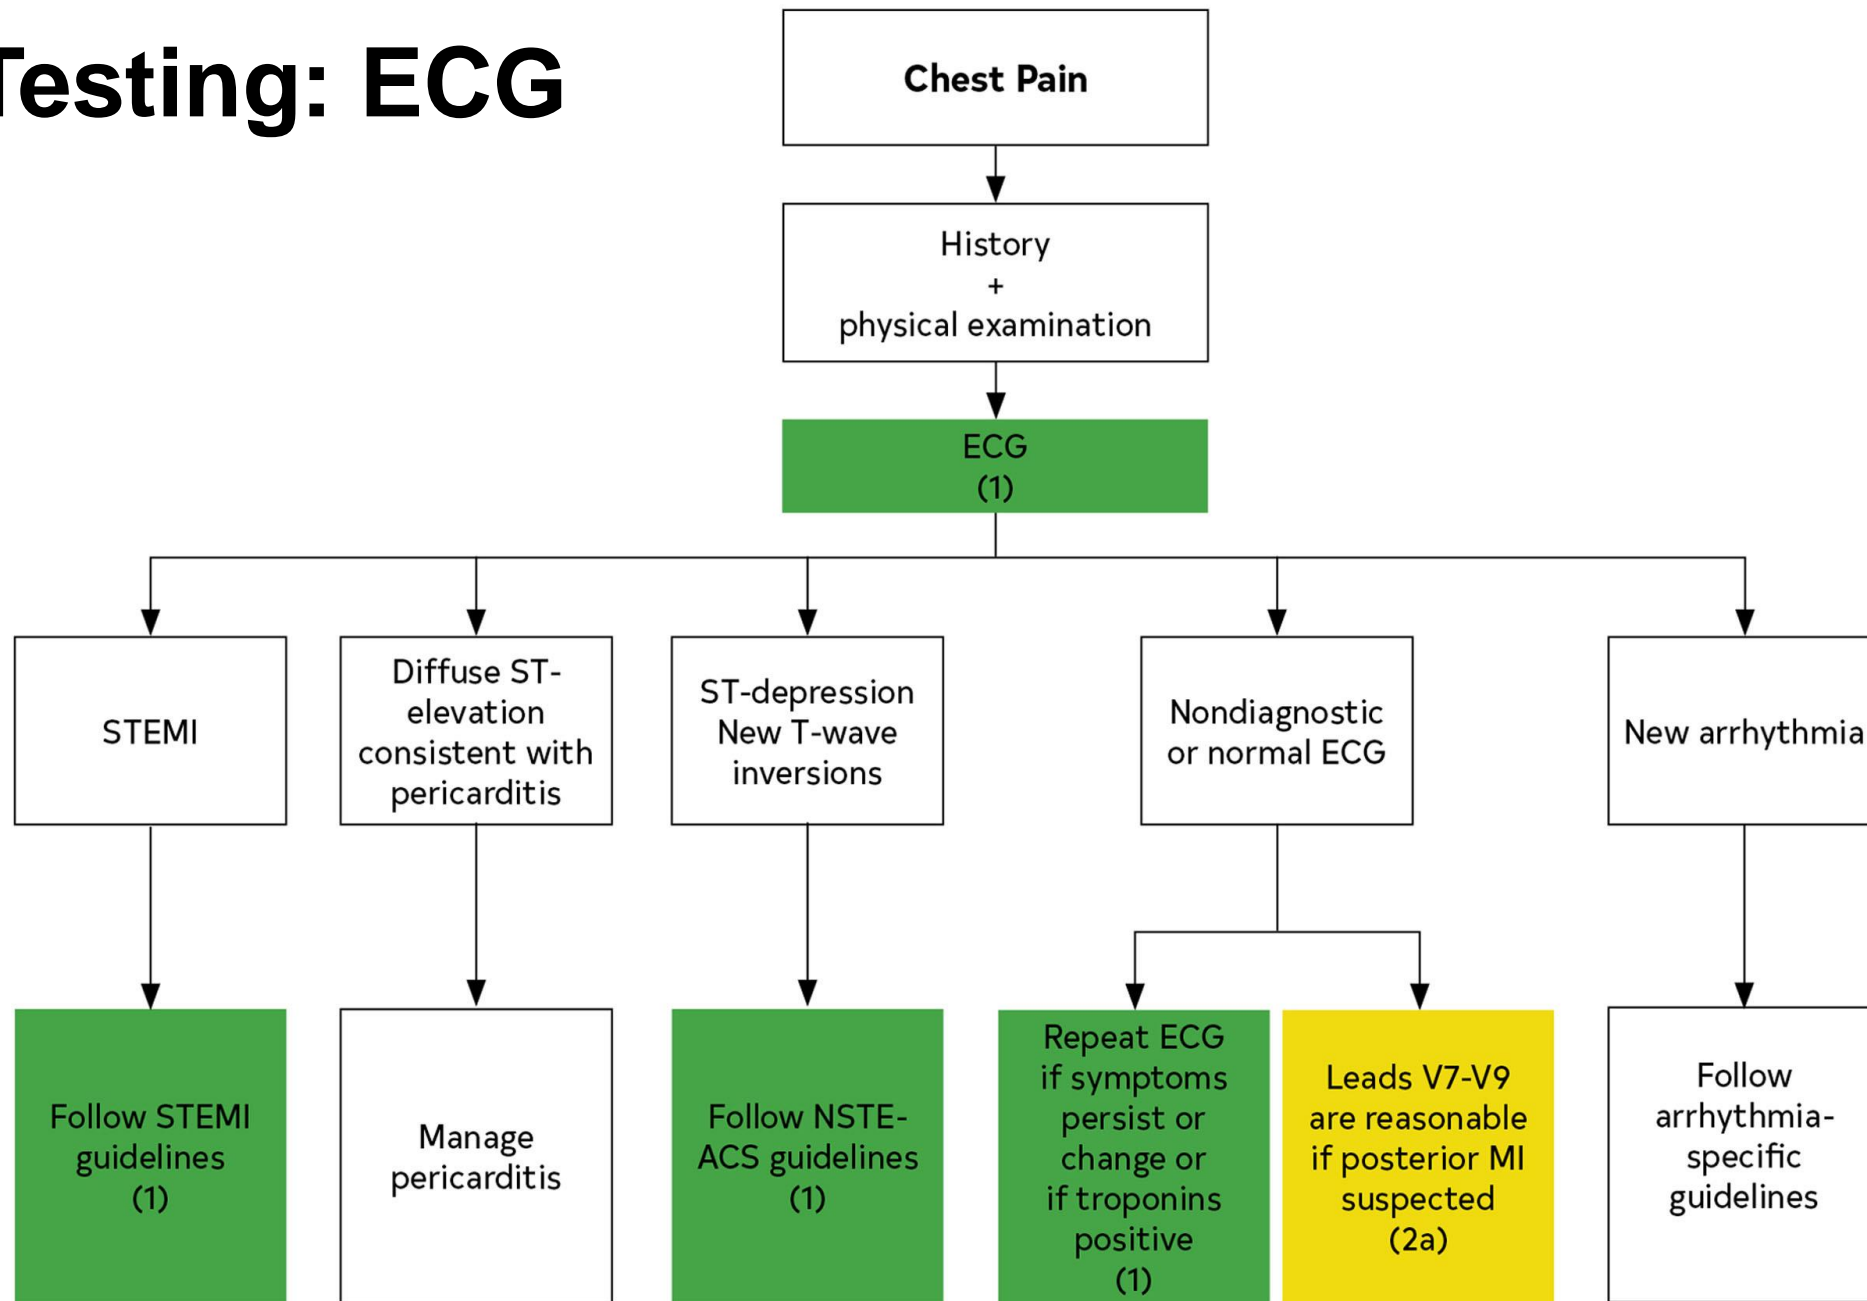 Testing: ECG
Chest Pain
History
+
physical examination
ECG
(1)
STEMI
Diffuse ST-
elevation
consistent with
pericarditis
ST-depression
New T-wave
inversions
Nondiagnostic
or normal ECG
New arrhythmia
Follow STEMI
guidelines
(1)
Manage
pericarditis
Follow NSTE-
ACS guidelines
(1)
Repeat ECG
if symptoms
persist or
change or
if troponins
positive
(1)
Leads V7-V9
are reasonable
if posterior MI
suspected
(2a)
Follow
arrhythmia-
specific
guidelines